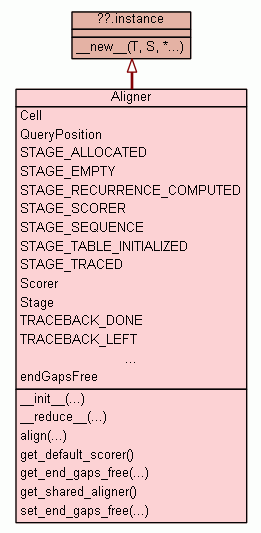 ??.instance
__new__(T, S, *...)
Aligner
Cell
QueryPosition
STAGE_ALLOCATED
STAGE_EMPTY
STAGE_RECURRENCE_COMPUTED
STAGE_SCORER
STAGE_SEQUENCE
STAGE_TABLE_INITIALIZED
STAGE_TRACED
Scorer
Stage
TRACEBACK_DONE
TRACEBACK_LEFT
...
endGapsFree
__init__(...)
__reduce__(...)
align(...)
get_default_scorer()
get_end_gaps_free(...)
get_shared_aligner()
set_end_gaps_free(...)